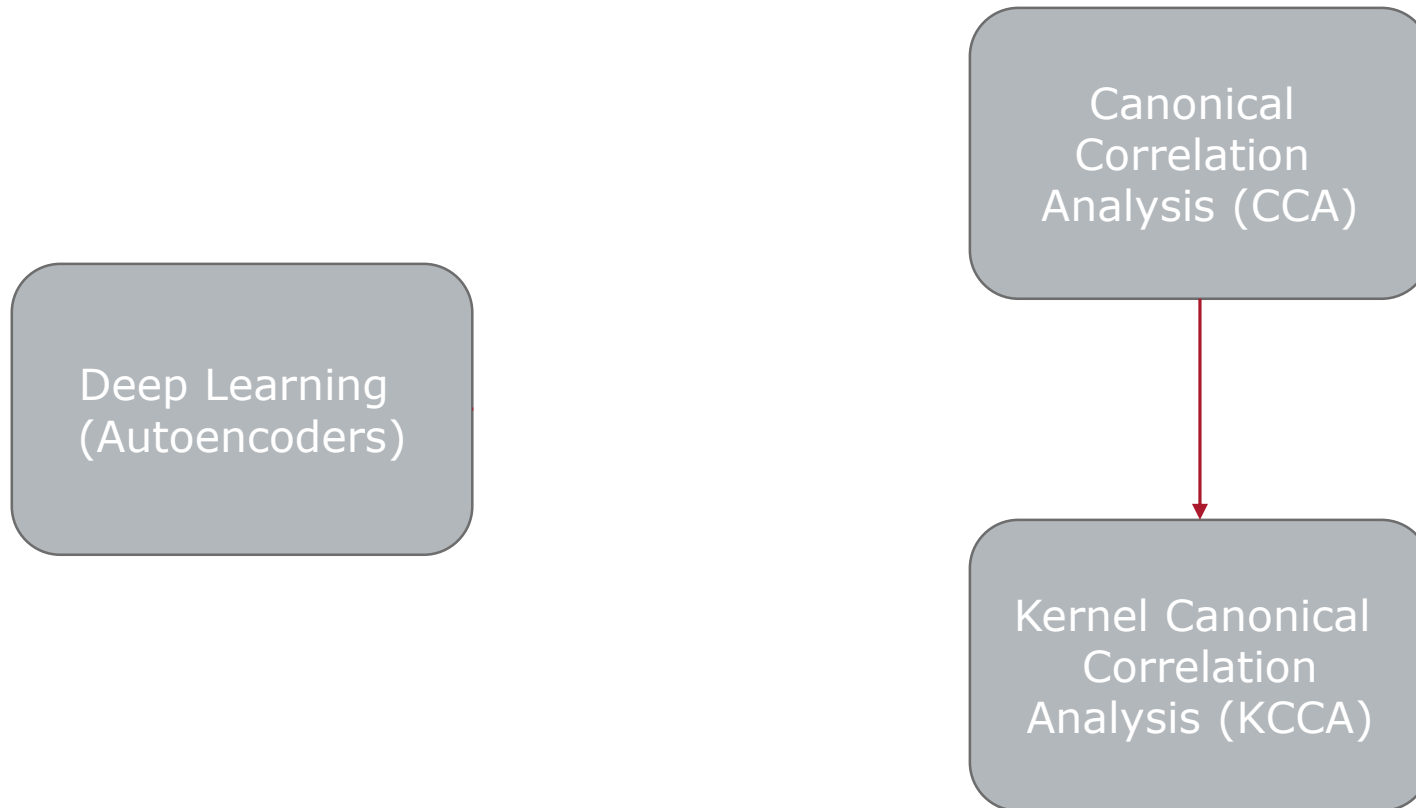 Canonical
Correlation
Analysis (CCA)
Deep Learning
(Autoencoders)
Kernel Canonical
Correlation
Analysis (KCCA)